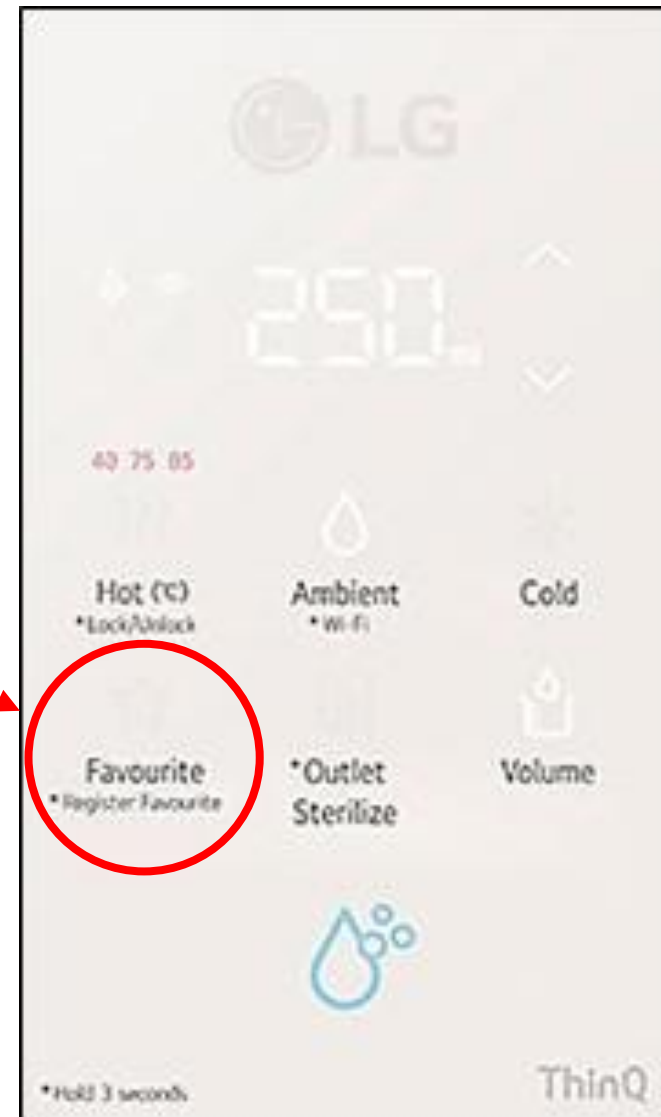 LG
250
40 75 85
Hot (℃) Ambient Cold
*Lock/Unlock *Wi-Fi
Favourite *Outlet Volume
*Register Favourite Sterilize
*Hold 3 seconds
ThinQ